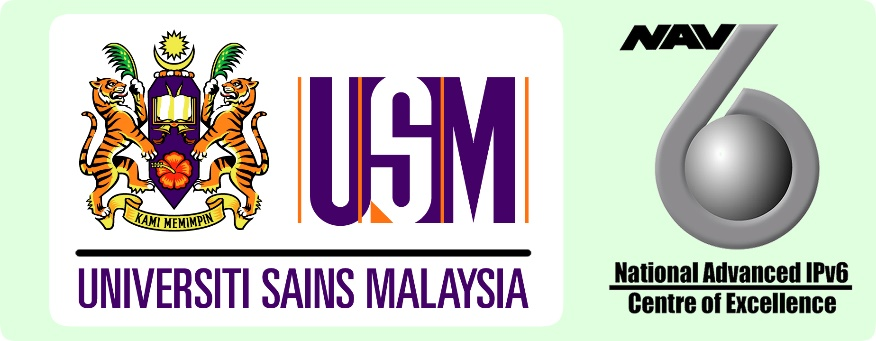 KAMI MEMIMPIN
USM
UNIVERSITI SAINS MALAYSIA
NAV
6
National Advanced IPv6
Centre of Excellence